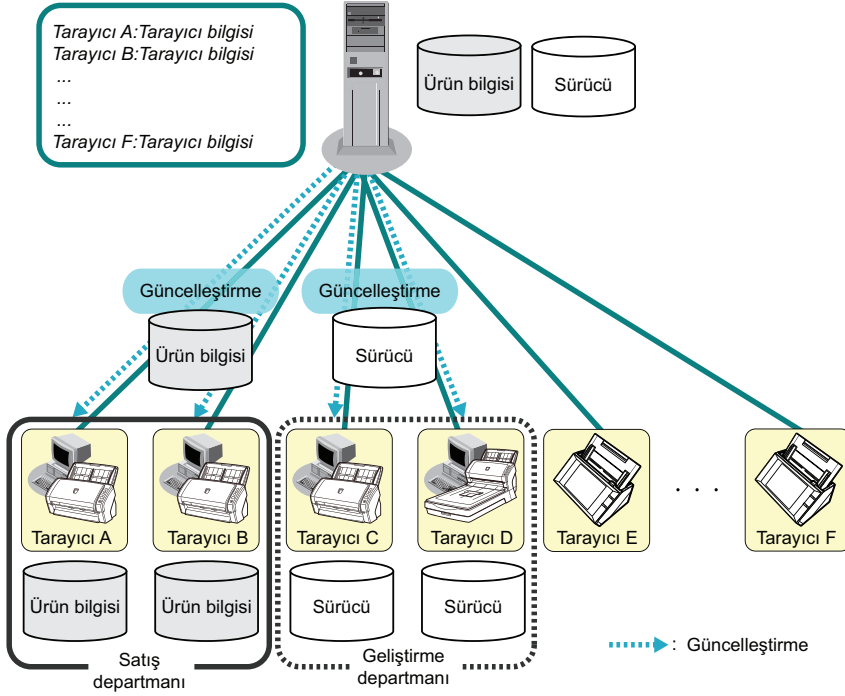 Tarayıcı A:Tarayıcı bilgisi
Tarayıcı B:Tarayıcı bilgisi
...
...
...
Tarayıcı F:Tarayıcı bilgisi
Ürün bilgisi
Sürücü
Güncelleştirme
Güncelleştirme
Ürün bilgisi
Sürücü
Tarayıcı A
Tarayıcı B
Tarayıcı C
Tarayıcı D
Tarayıcı E
. . .
Tarayıcı F
Ürün bilgisi
Ürün bilgisi
Sürücü
Sürücü
Satış
departmanı
Geliştirme
departmanı
: Güncelleştirme